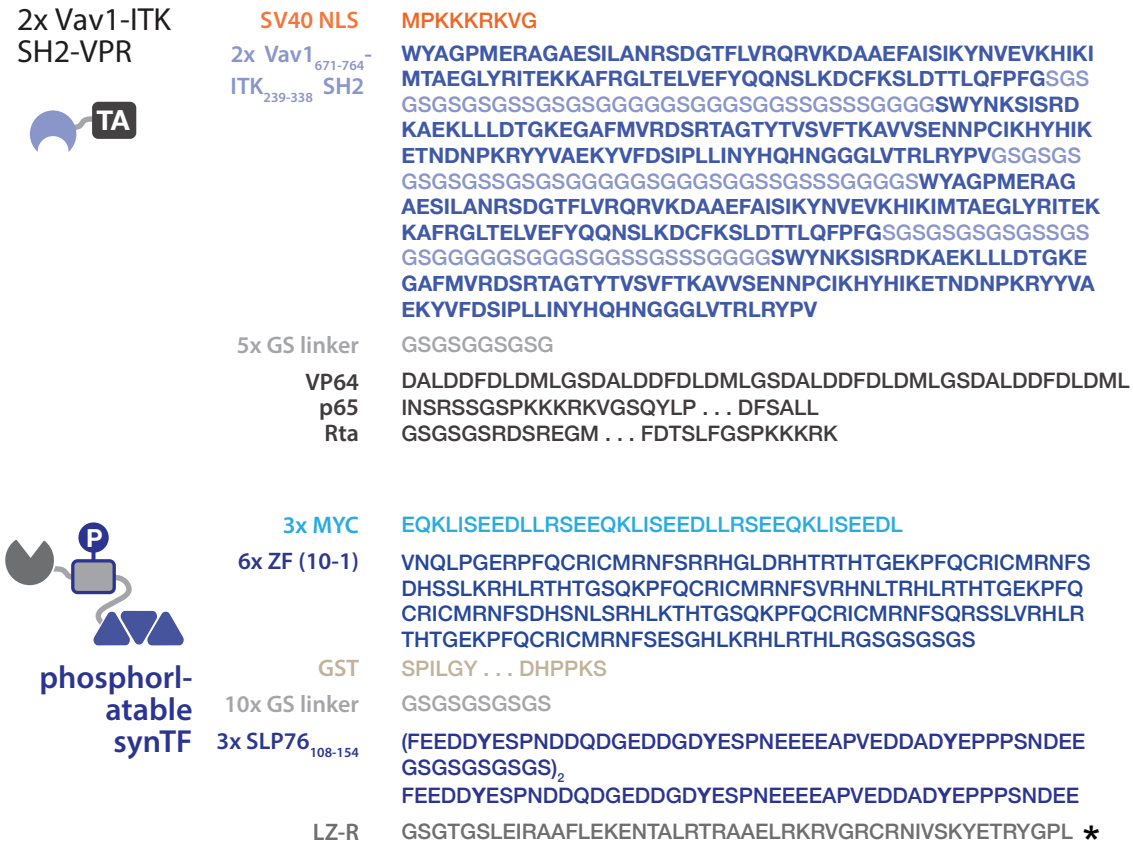 2x Vav1-ITK
SH2-VPR
TA
SV40 NLS MPKKKRKVG
2x Vav1671-764-
ITK239-338 SH2
WYAGPMERAGAESILANRSDGTFLVRQRVKDAAEFAISIKYNVEVKHIKI
MTAEGLYRITEKKAFRGLTELVEFYQQNSLKDCFKSLDTTLQFPFGSGS
GSGSGSGSSGSGSGGGGSGGGSGGSSGSSSGGGGSWYNKSISRD
KAEKLLLDTGKEGAFMVRDSRTAGTYTVSVFTKAVVSENNPCIKHYHIK
ETNDNPKRYYVAEKYVFDSIPLLINYHQHNGGGLVTRLRYPVGSGSGS
GSGSGSSGSGSGGGGSGGGSGGSSGSSSGGGGSWYAGPMERAG
AESILANRSDGTFLVRQRVKDAAEFAISIKYNVEVKHIKIMTAEGLYRITEK
KAFRGLTELVEFYQQNSLKDCFKSLDTTLQFPFGSGSGSGSGSGSSGS
GSGGGGSGGGSGGSSGSSSGGGGSWYNKSISRDKAEKLLLDTGKE
GAFMVRDSRTAGTYTVSVFTKAVVSENNPCIKHYHIKETNDNPKRYYVA
EKYVFDSIPLLINYHQHNGGGLVTRLRYPV
5x GS linker GSGSGGSGSG
VP64 DALDDFDLDMLGSDALDDFDLDMLGSDALDDFDLDMLGSDALDDFDLDML
p65 INSRSSGSPKKKRKVGSQYLP . . . DFSALL
Rta GSGSGSRDSREGM . . . FDTSLFGSPKKKRK
P
phosphorl-
atable
synTF
3x MYC EQKLISEEDLLRSEEQKLISEEDLLRSEEQKLISEEDL
6x ZF (10-1) VNQLPGERPFQCRICMRNFSRRHGLDRHTRTHTGEKPFQCRICMRNFS
DHSSLKRHLRTHTGSQKPFQCRICMRNFSVRHNLTRHLRTHTGEKPFQ
CRICMRNFSDHSNLSRHLKTHTGSQKPFQCRICMRNFSQRSSLVRHLR
THTGEKPFQCRICMRNFSESGHLKRHLRTHLRGSGSGSGS
GST SPILGY . . . DHPPKS
10x GS linker GSGSGSGSGS
3x SLP76108-154 (FEEDDYESPNDDQDGEDDGDYESPNEEEEAPVEDDADYEPPPSNDEE
GSGSGSGSGS)2
FEEDDYESPNDDQDGEDDGDYESPNEEEEAPVEDDADYEPPPSNDEE
LZ-R GSGTGSLEIRAAFLEKENTALRTRAAELRKRVGRCRNIVSKYETRYGPL *